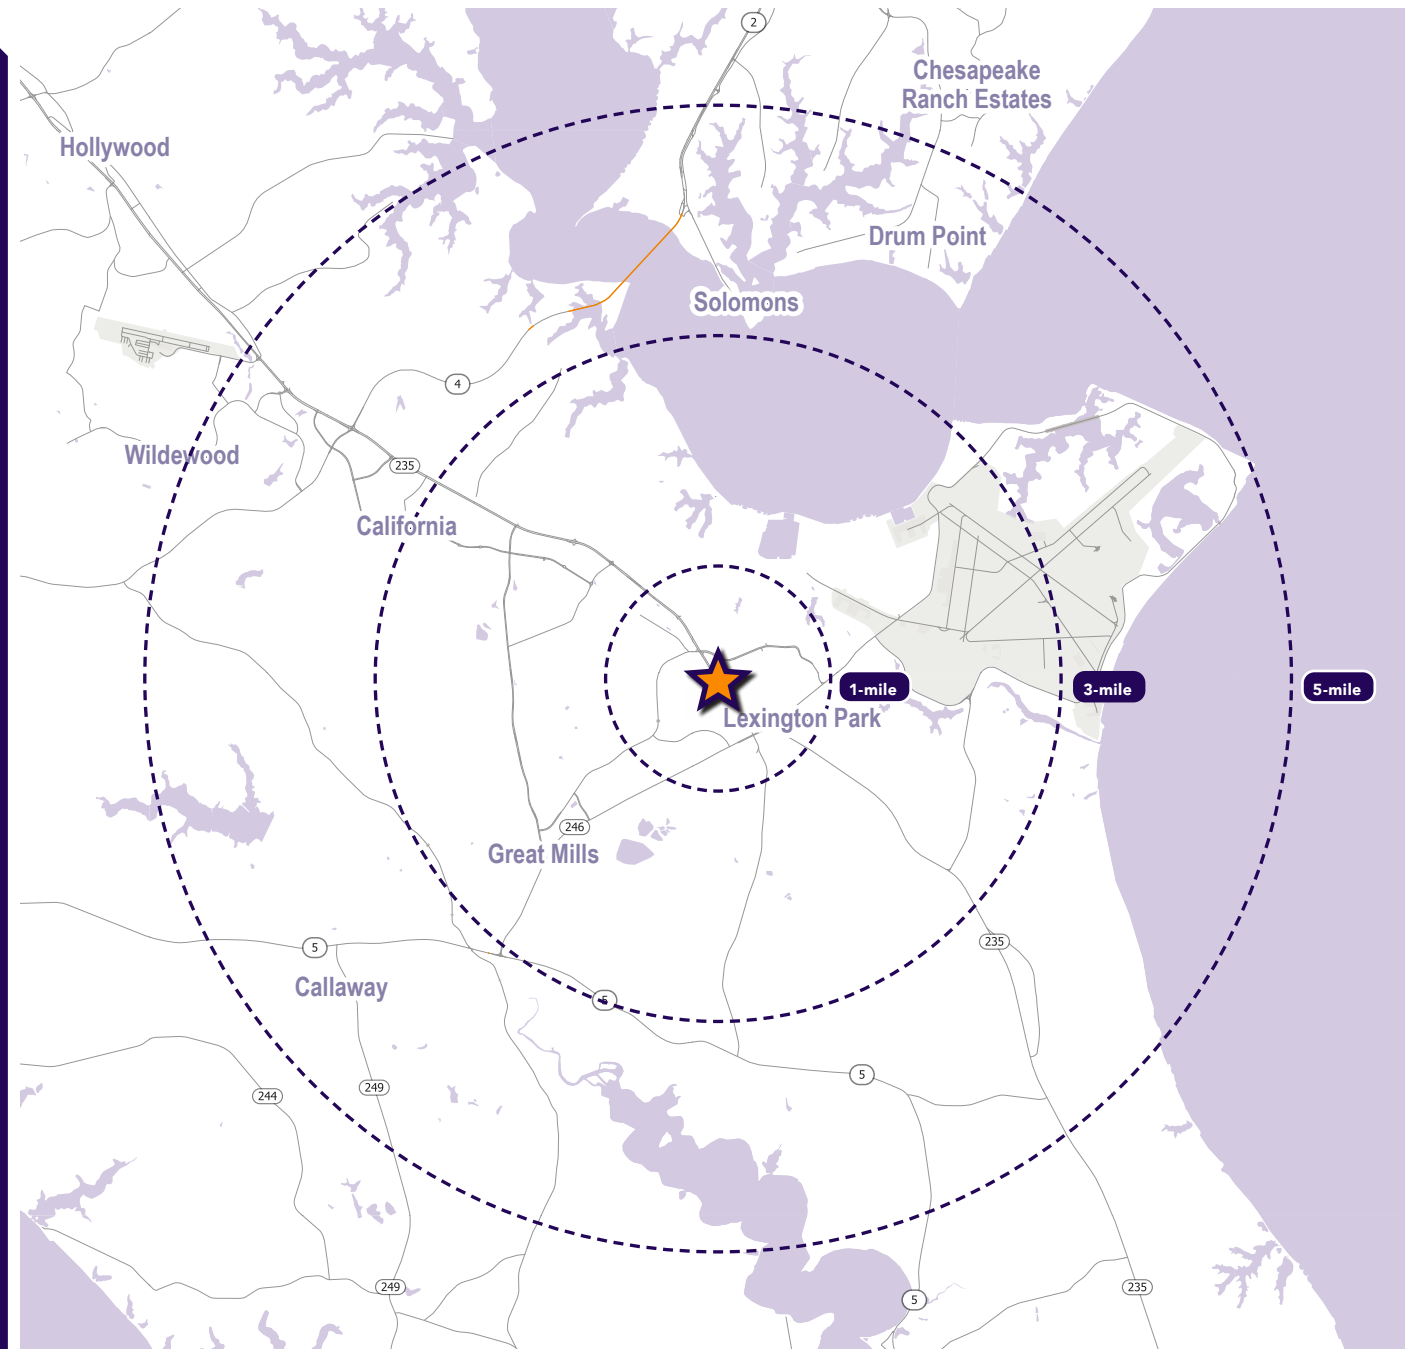 2
Chesapeake
Ranch Estates
Hollywood
Drum Point
Solomons
4
Wildewood
235
California
1-mile
3-mile
5-mile
Lexington Park
246
Great Mills
235
5
Callaway
5
5
249
244
249
235
5